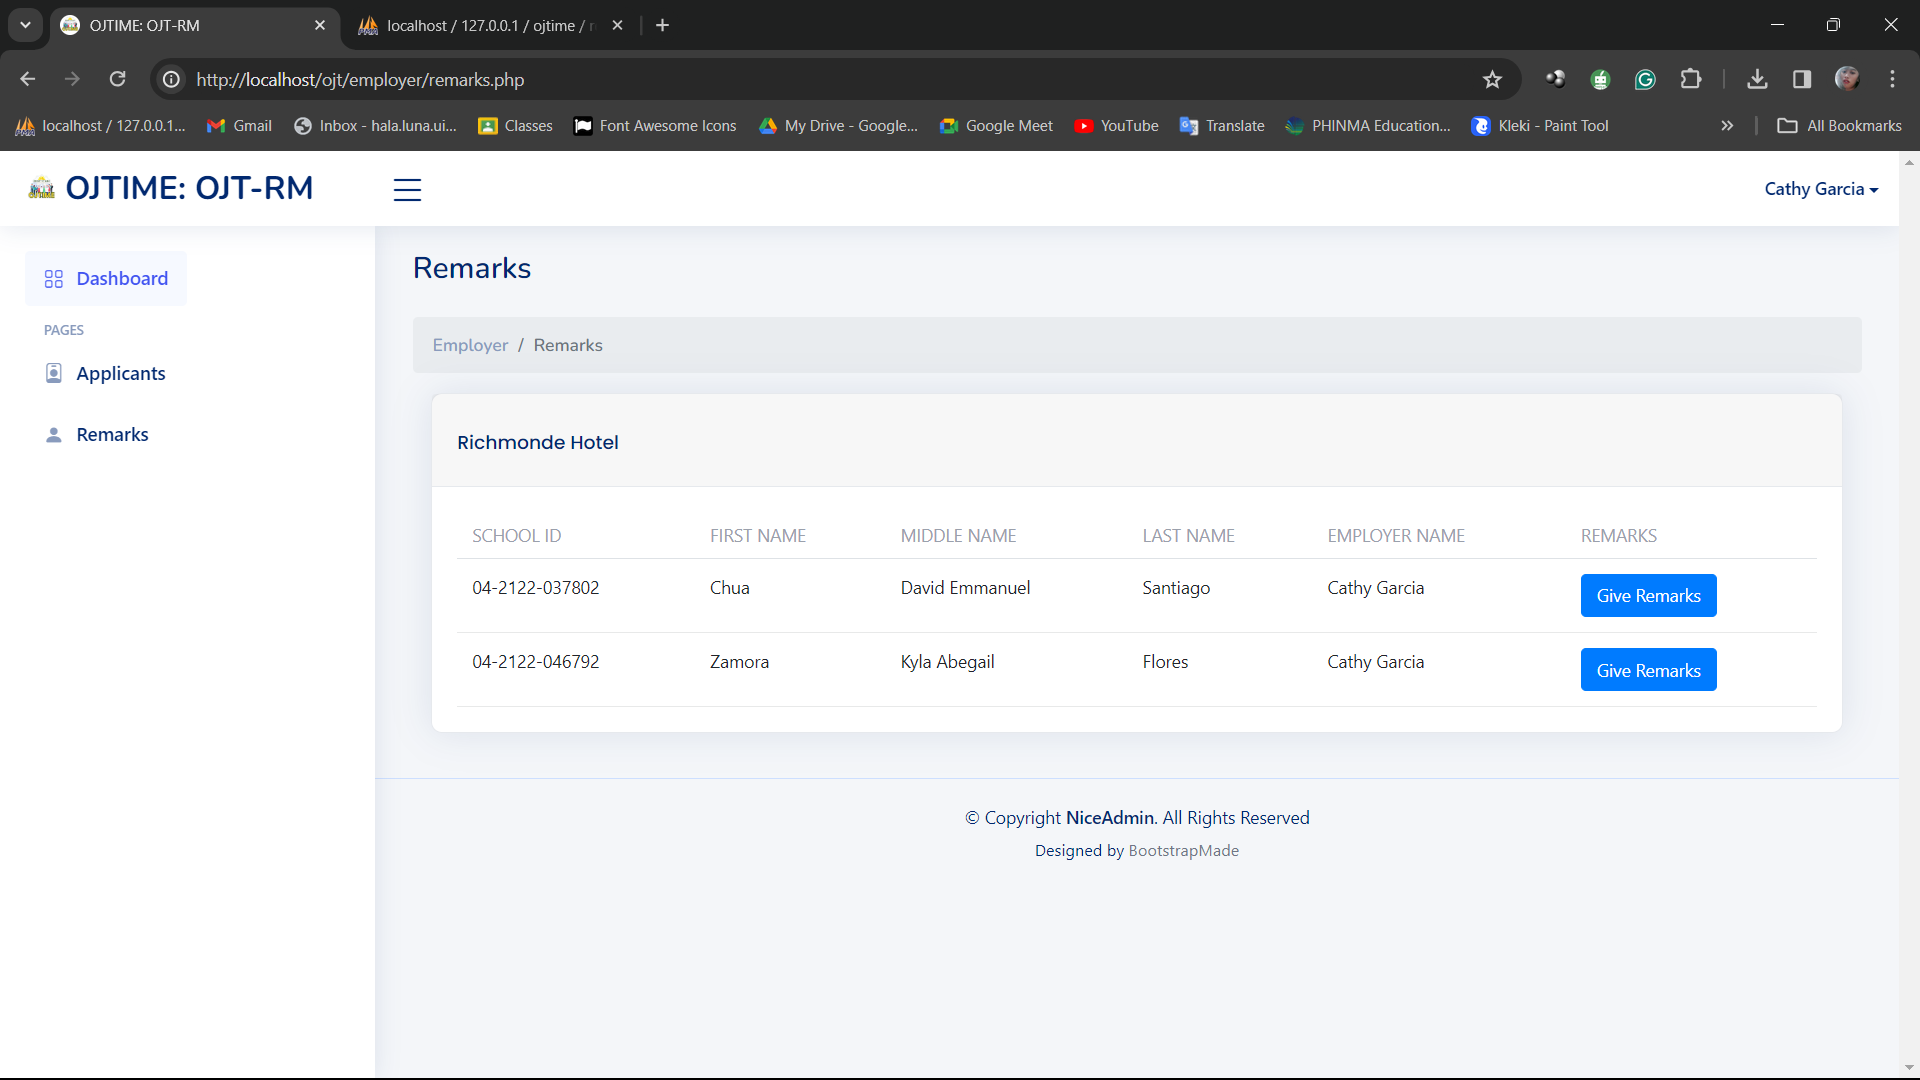 OJTIME: OJT-RM
localhost / 127.0.0.1 / ojtime /
http://localhost/ojt/employer/remarks.php
localhost / 127.0.0.1... Gmail Inbox - hala.luna.ui... Classes Font Awesome Icons My Drive - Google... Google Meet YouTube Translate PHINMA Education... Kleki - Paint Tool All Bookmarks
OJTIME: OJT-RM
Cathy Garcia
Dashboard
PAGES
Applicants
Remarks
Remarks
Employer / Remarks
Richmonde Hotel
SCHOOL ID FIRST NAME MIDDLE NAME LAST NAME EMPLOYER NAME REMARKS
04-2122-037802 Chua David Emmanuel Santiago Cathy Garcia Give Remarks
04-2122-046792 Zamora Kyla Abegail Flores Cathy Garcia Give Remarks
© Copyright NiceAdmin. All Rights Reserved
Designed by BootstrapMade